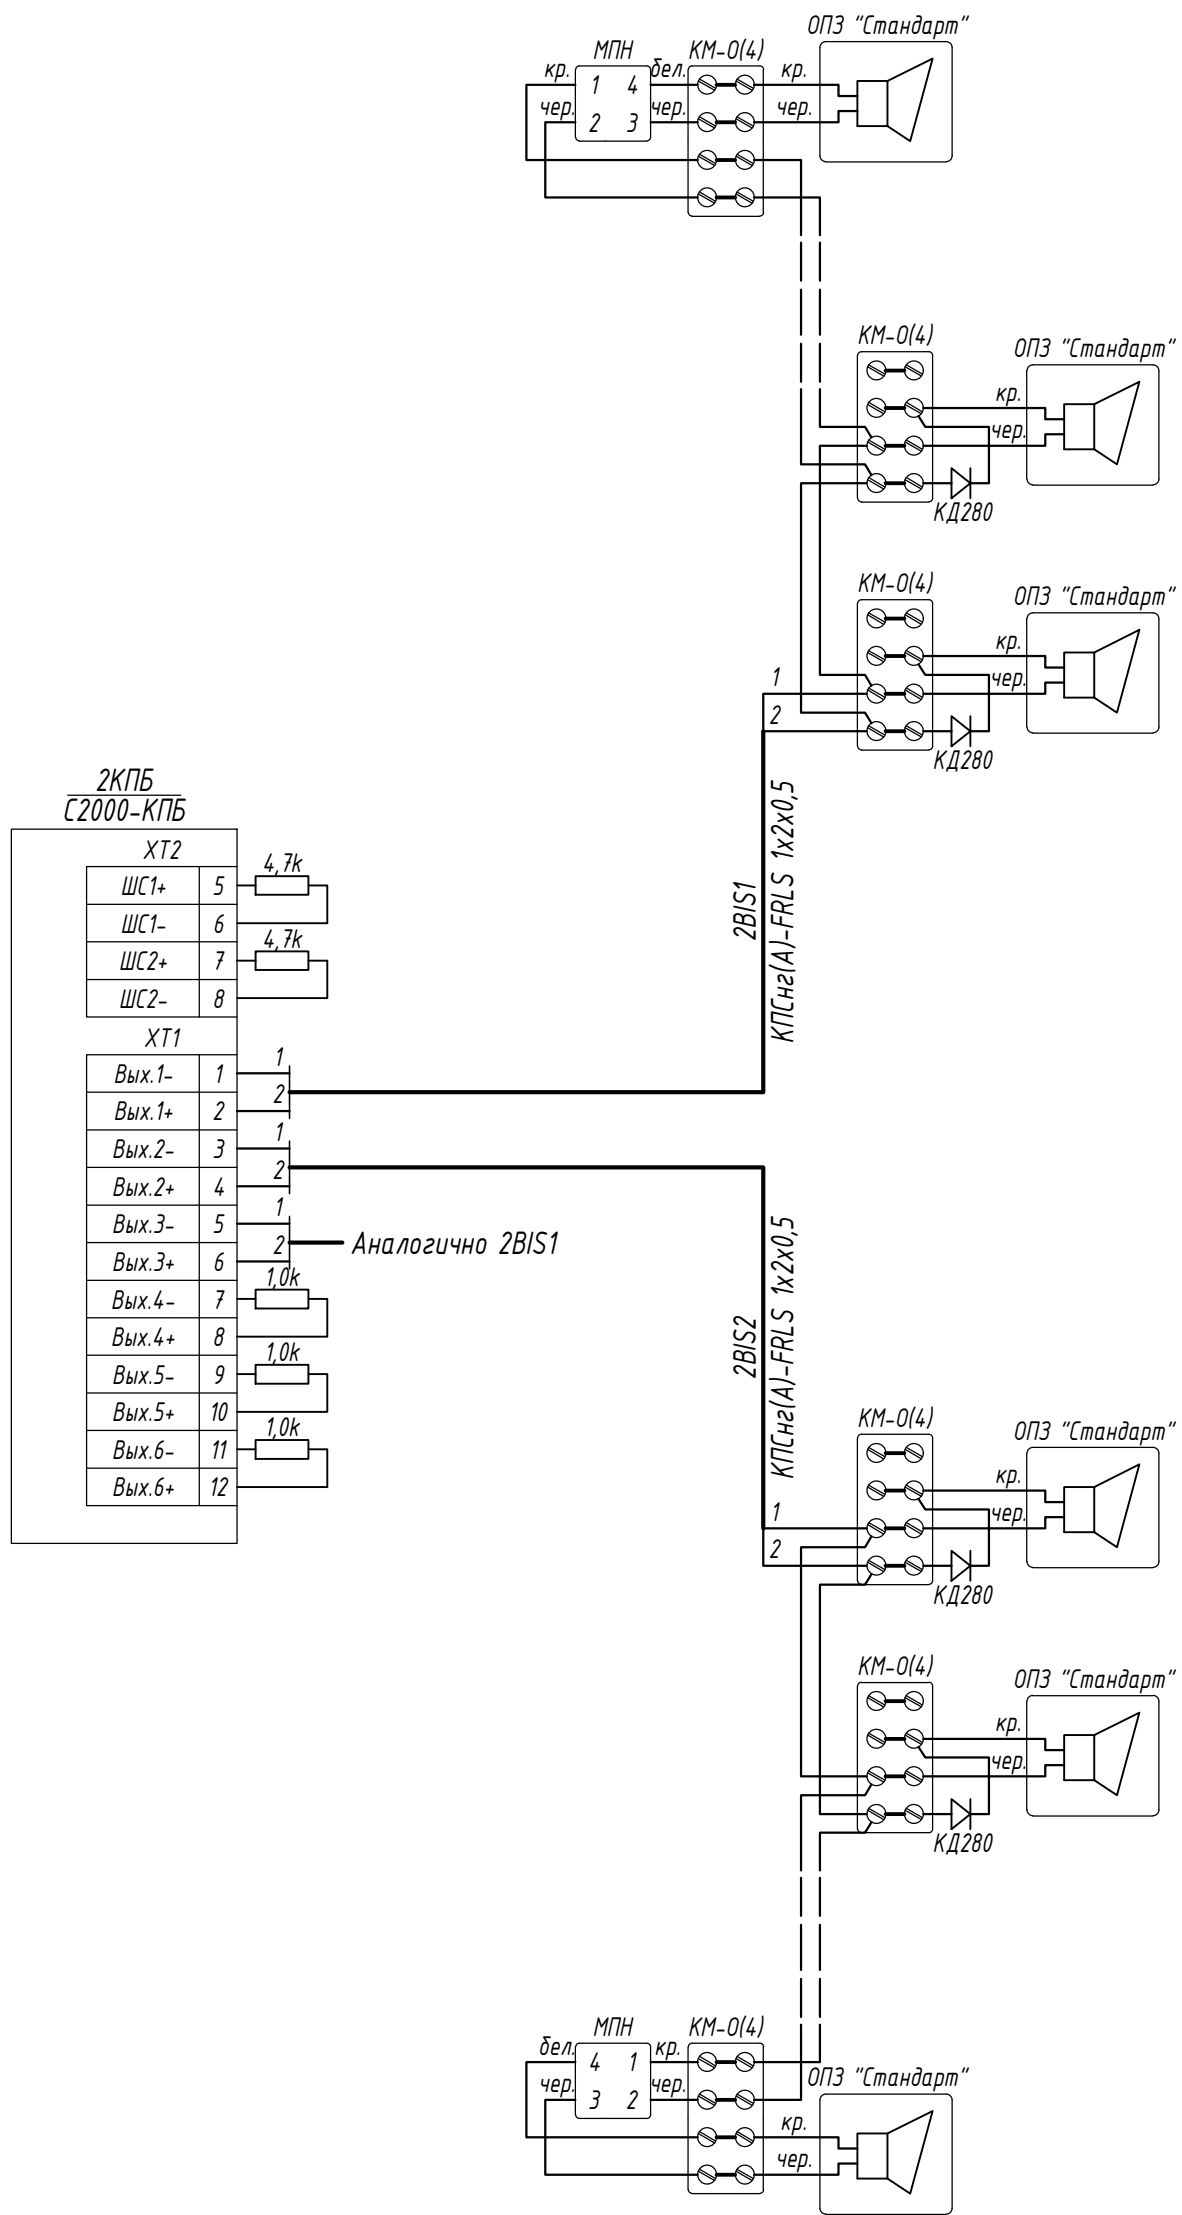 ОПЗ "Стандарт"
МПН
КМ-О(4)
кр.
1 4
бел.
кр.
чер.
2 3
чер.
чер.
КМ-О(4)
ОПЗ "Стандарт"
кр.
чер.
КД280
КМ-О(4)
ОПЗ "Стандарт"
кр.
чер.
1
2
КД280
2BIS1
КПСнг(А)-FRLS 1х2х0,5
2КПБ
С2000-КПБ
ХТ2
ШС1+ 5
4,7k
ШС1- 6
ШС2+ 7
4,7k
ШС2- 8
ХТ1
Вых.1- 1
1
Вых.1+ 2
2
Вых.2- 3
1
Вых.2+ 4
2
Вых.3- 5
1
Вых.3+ 6
2
Аналогично 2BIS1
Вых.4- 7
1,0k
Вых.4+ 8
Вых.5- 9
1,0k
Вых.5+ 10
Вых.6- 11
1,0k
Вых.6+ 12
2BIS2
КПСнг(А)-FRLS 1х2х0,5
КМ-О(4)
ОПЗ "Стандарт"
кр.
чер.
1
2
КД280
КМ-О(4)
ОПЗ "Стандарт"
кр.
чер.
КД280
МПН
КМ-О(4)
бел.
4 1
кр.
чер.
3 2
чер.
ОПЗ "Стандарт"
кр.
чер.